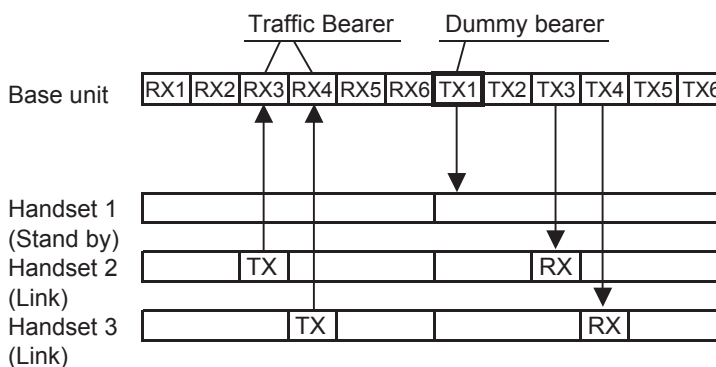 Traffic Bearer Dummy bearer
Base unit RX1 RX2 RX3 RX4 RX5 RX6 TX1 TX2 TX3 TX4 TX5 TX6
Handset 1
(Stand by)
Handset 2 TX RX
(Link)
Handset 3 TX RX
(Link)